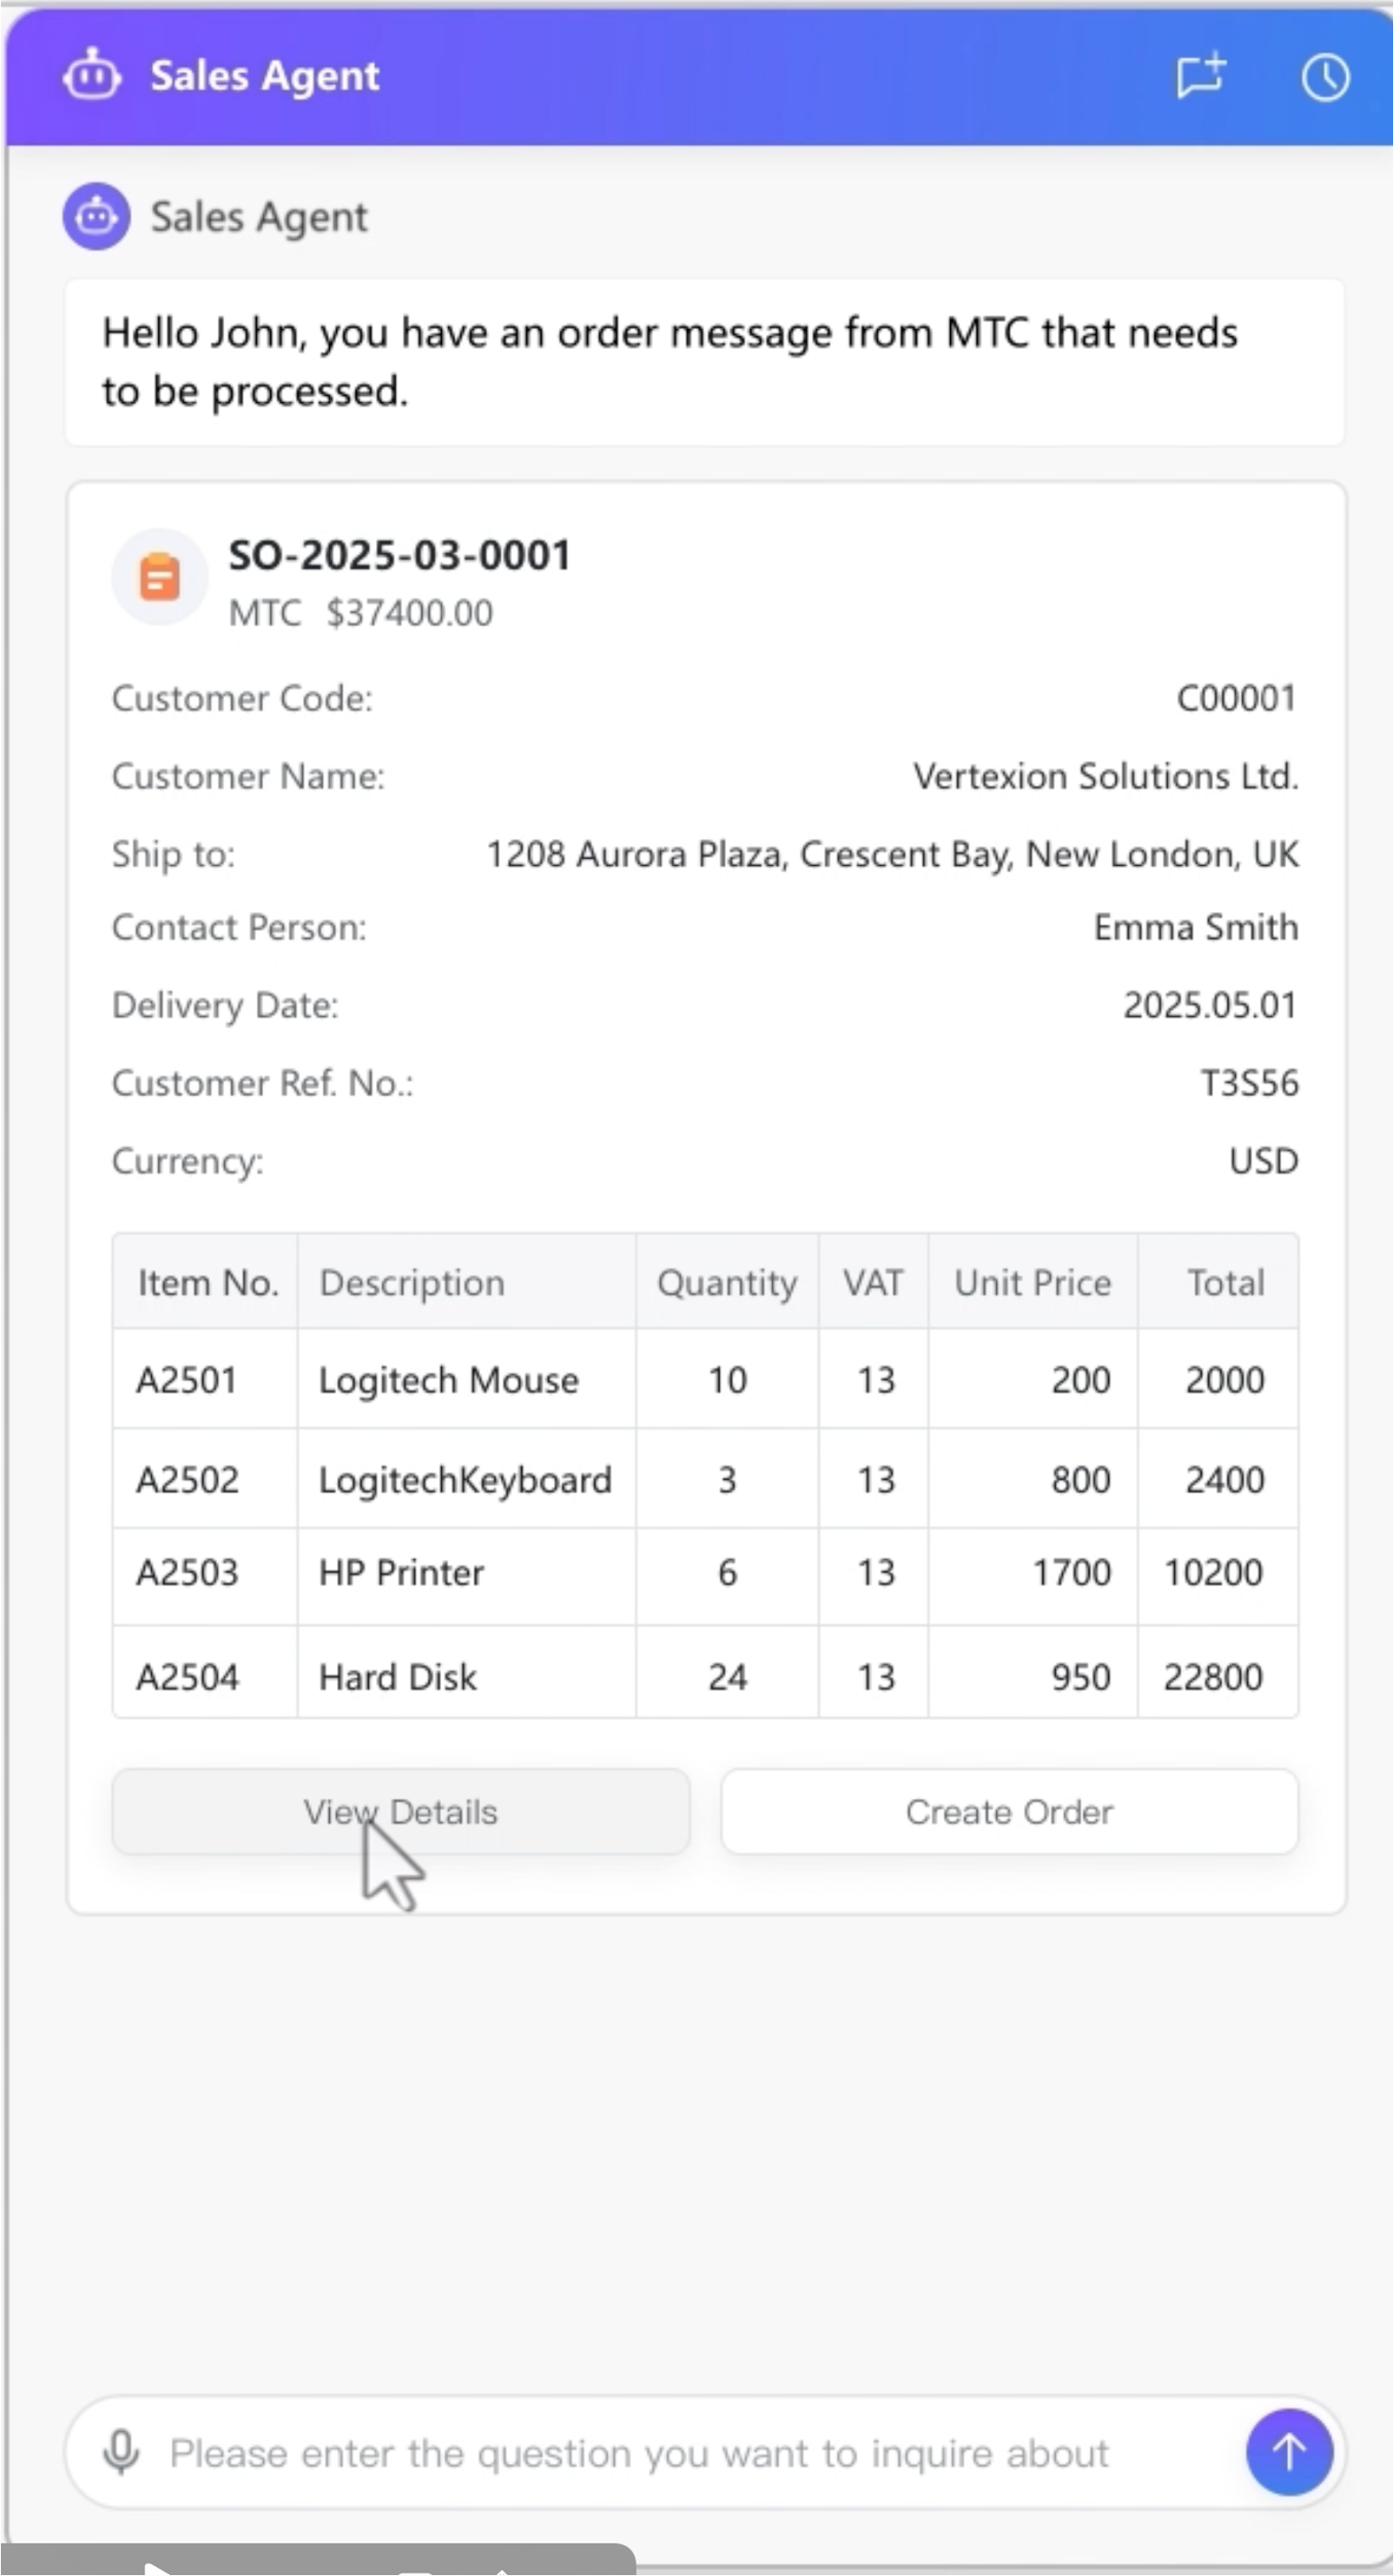 Sales Agent
Sales Agent
Hello John, you have an order message from MTC that needs
to be processed.
SO-2025-03-0001
MTC $37400.00
Customer Code: C00001
Customer Name: Vertexion Solutions Ltd.
Ship to: 1208 Aurora Plaza, Crescent Bay, New London, UK
Contact Person: Emma Smith
Delivery Date: 2025.05.01
Customer Ref. No.: T3S56
Currency: USD
Item No. Description Quantity VAT Unit Price Total
A2501 Logitech Mouse 10 13 200 2000
A2502 LogitechKeyboard 3 13 800 2400
A2503 HP Printer 6 13 1700 10200
A2504 Hard Disk 24 13 950 22800
View Details Create Order
Please enter the question you want to inquire about